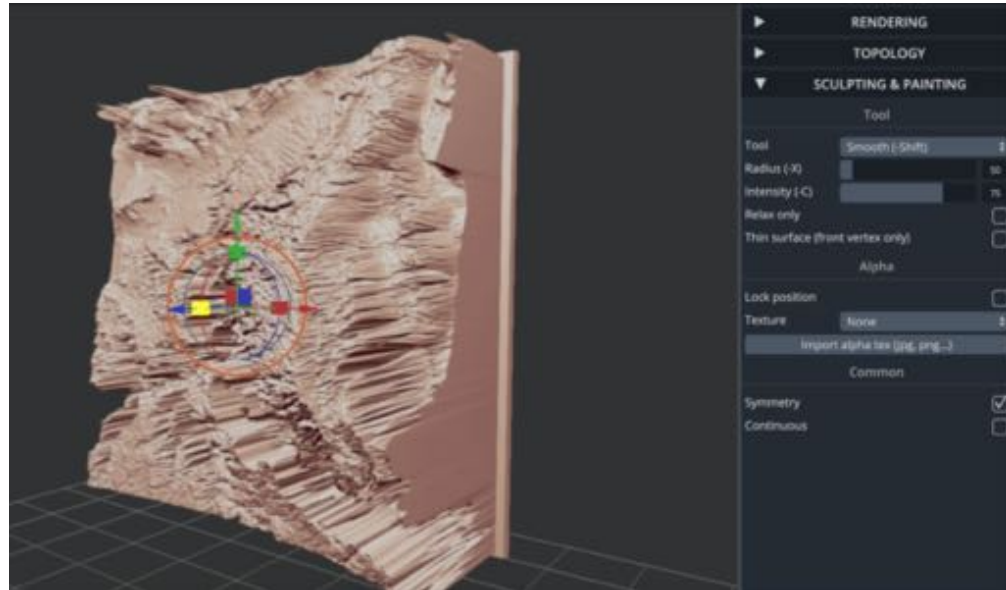 RENDERING
TOPOLOGY
SCULPTING & PAINTING
Tool
Tool Smooth (-Shift)
Radius (-X) 50
Intensity (-C) 75
Relax only
Thin surface (front vertex only)
Alpha
Lock position
Texture None
Import alpha tex (jpg, png...)
Common
Symmetry
Continuous